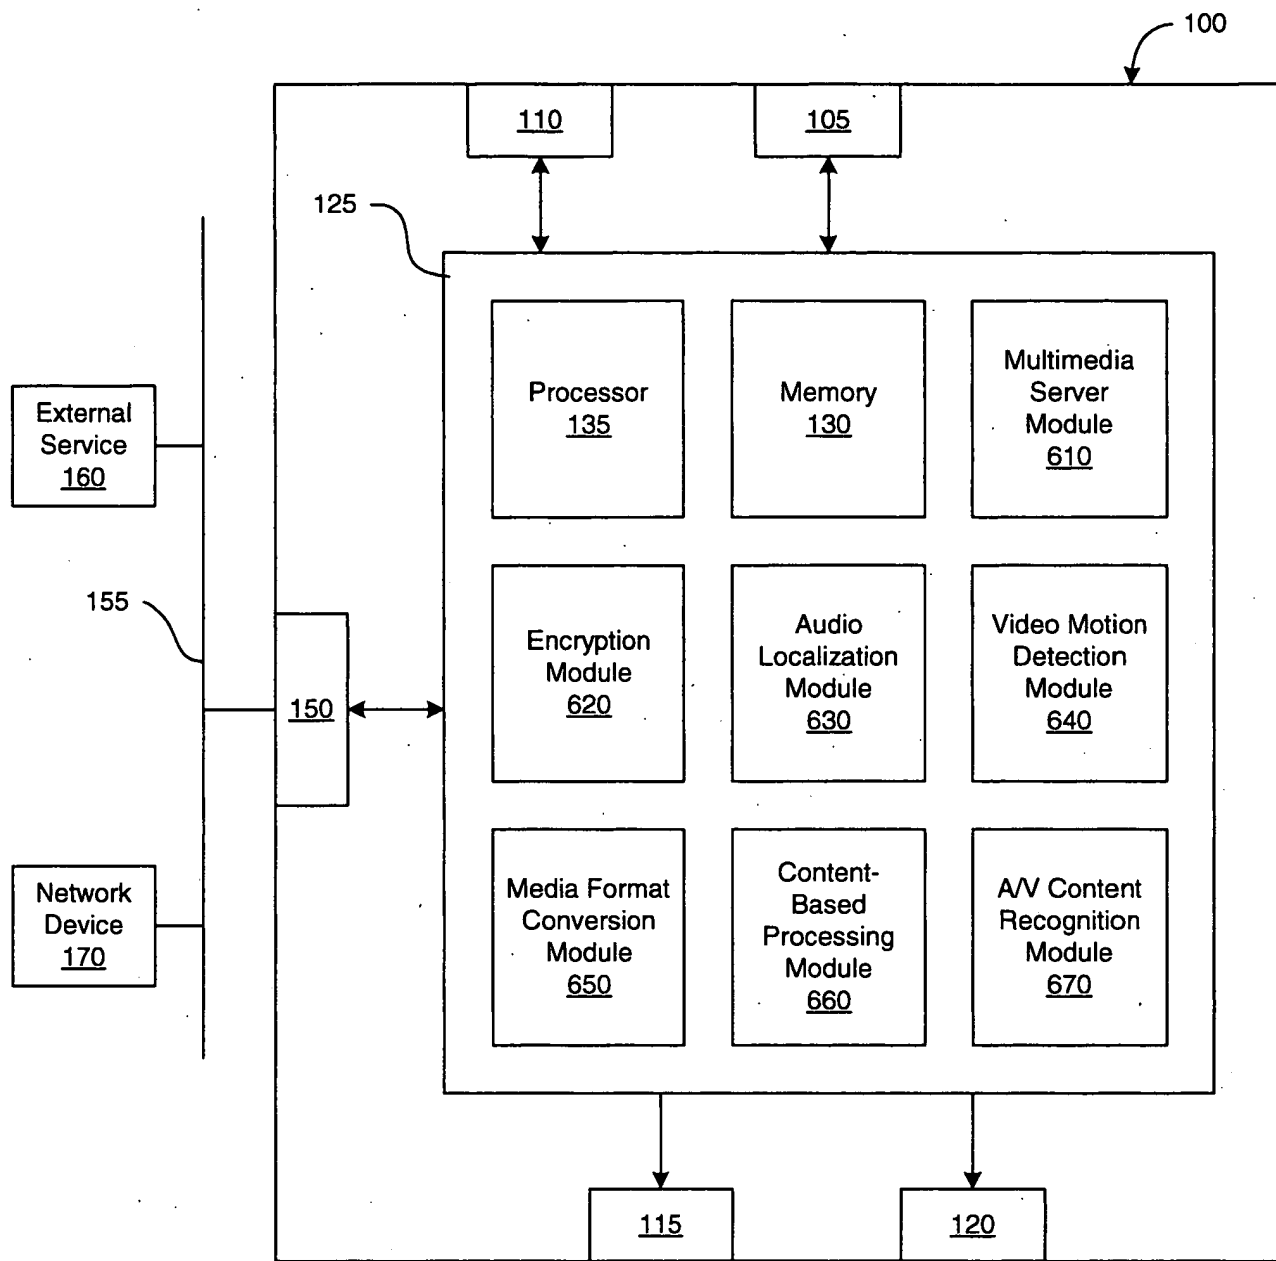 100
110
105
125
Processor
135
Memory
130
Multimedia
Server
Module
610
External
Service
160
155
Encryption
Module
620
Audio
Localization
Module
630
Video Motion
Detection
Module
640
150
Media Format
Conversion
Module
650
Content-
Based
Processing
Module
660
A/V Content
Recognition
Module
670
Network
Device
170
115
120